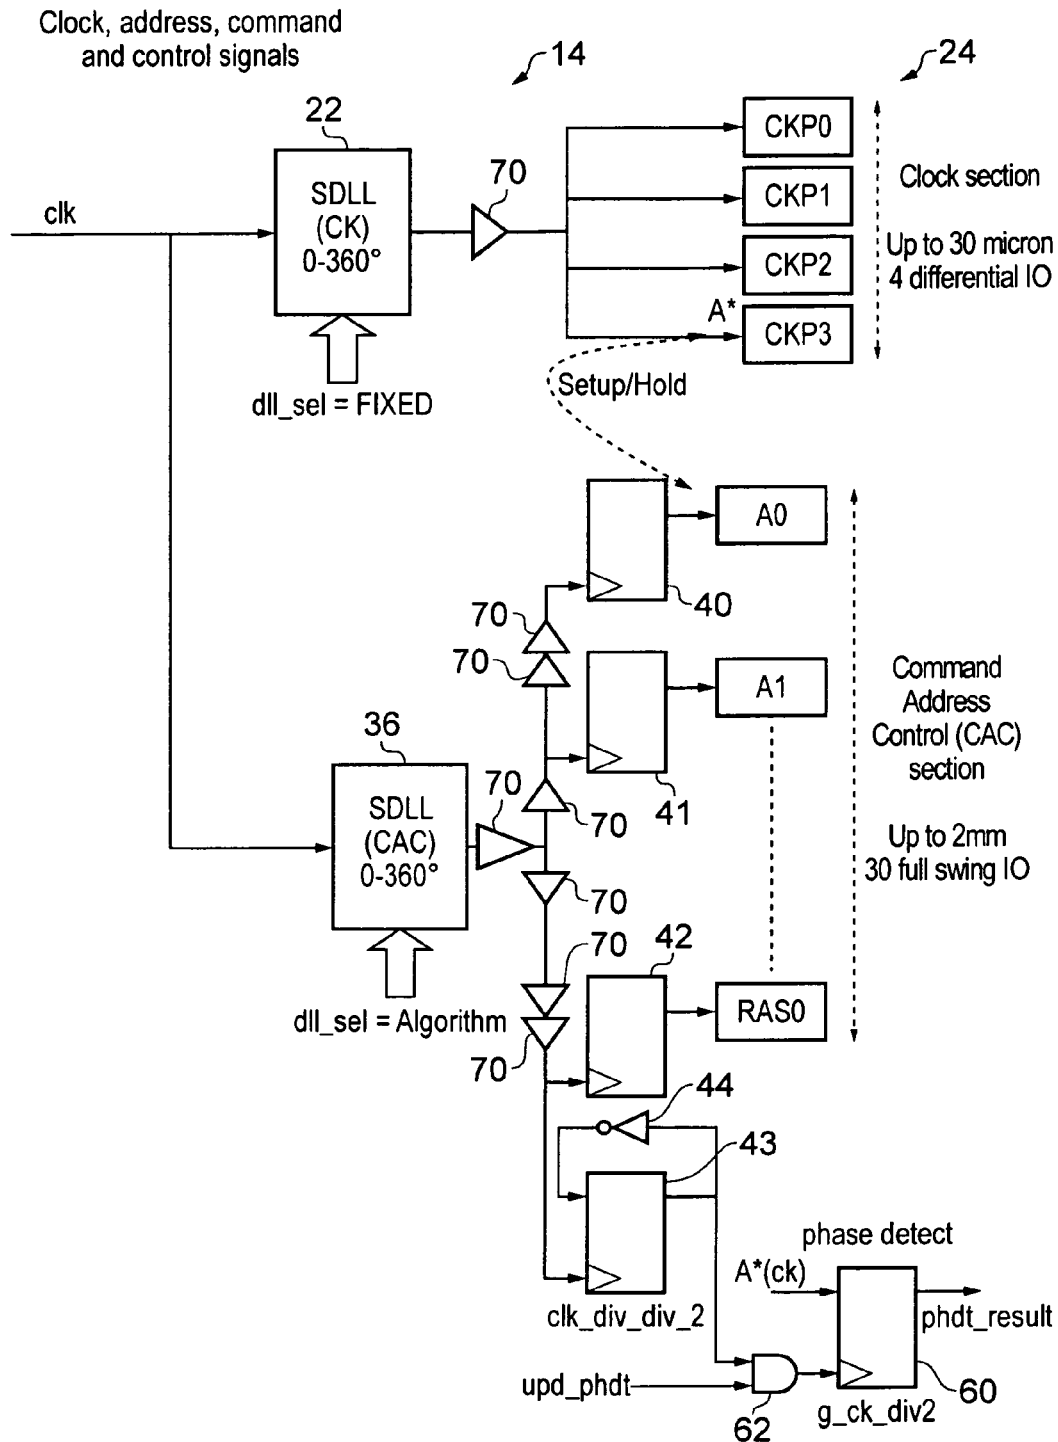 Clock, address, command
and control signals
14
24
22
SDLL
(CK)
0-360°
70
clk
CKP0
CKP1
CKP2
CKP3
A*
Clock section
Up to 30 micron
4 differential IO
dll_sel = FIXED
Setup/Hold
A0
40
70
70
A1
41
Command
Address
Control (CAC)
section
36
SDLL
(CAC)
0-360°
70
70
70
Up to 2mm
30 full swing IO
70
42
dll_sel = Algorithm
70
RAS0
44
43
clk_div_div_2
phase detect
A*(ck)
phdt_result
upd_phdt
62
60
g_ck_div2